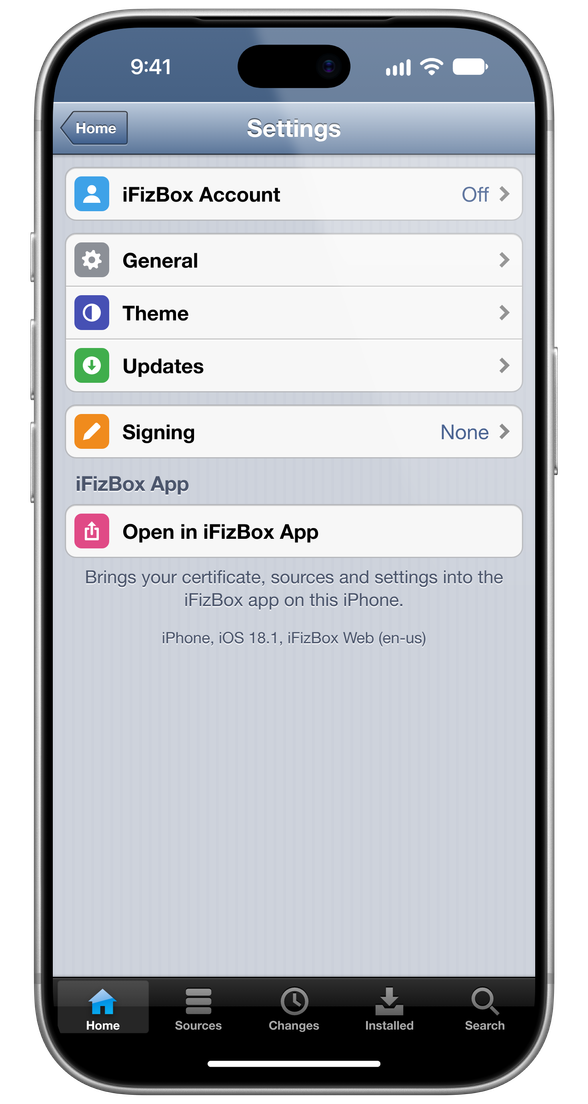 9:41
Home
Settings
iFizBox Account
Off
General
Theme
Updates
Signing
None
iFizBox App
Open in iFizBox App
Brings your certificate, sources and settings into the
iFizBox app on this iPhone.
iPhone, iOS 18.1, iFizBox Web (en-us)
Home
Sources
Changes
Installed
Search